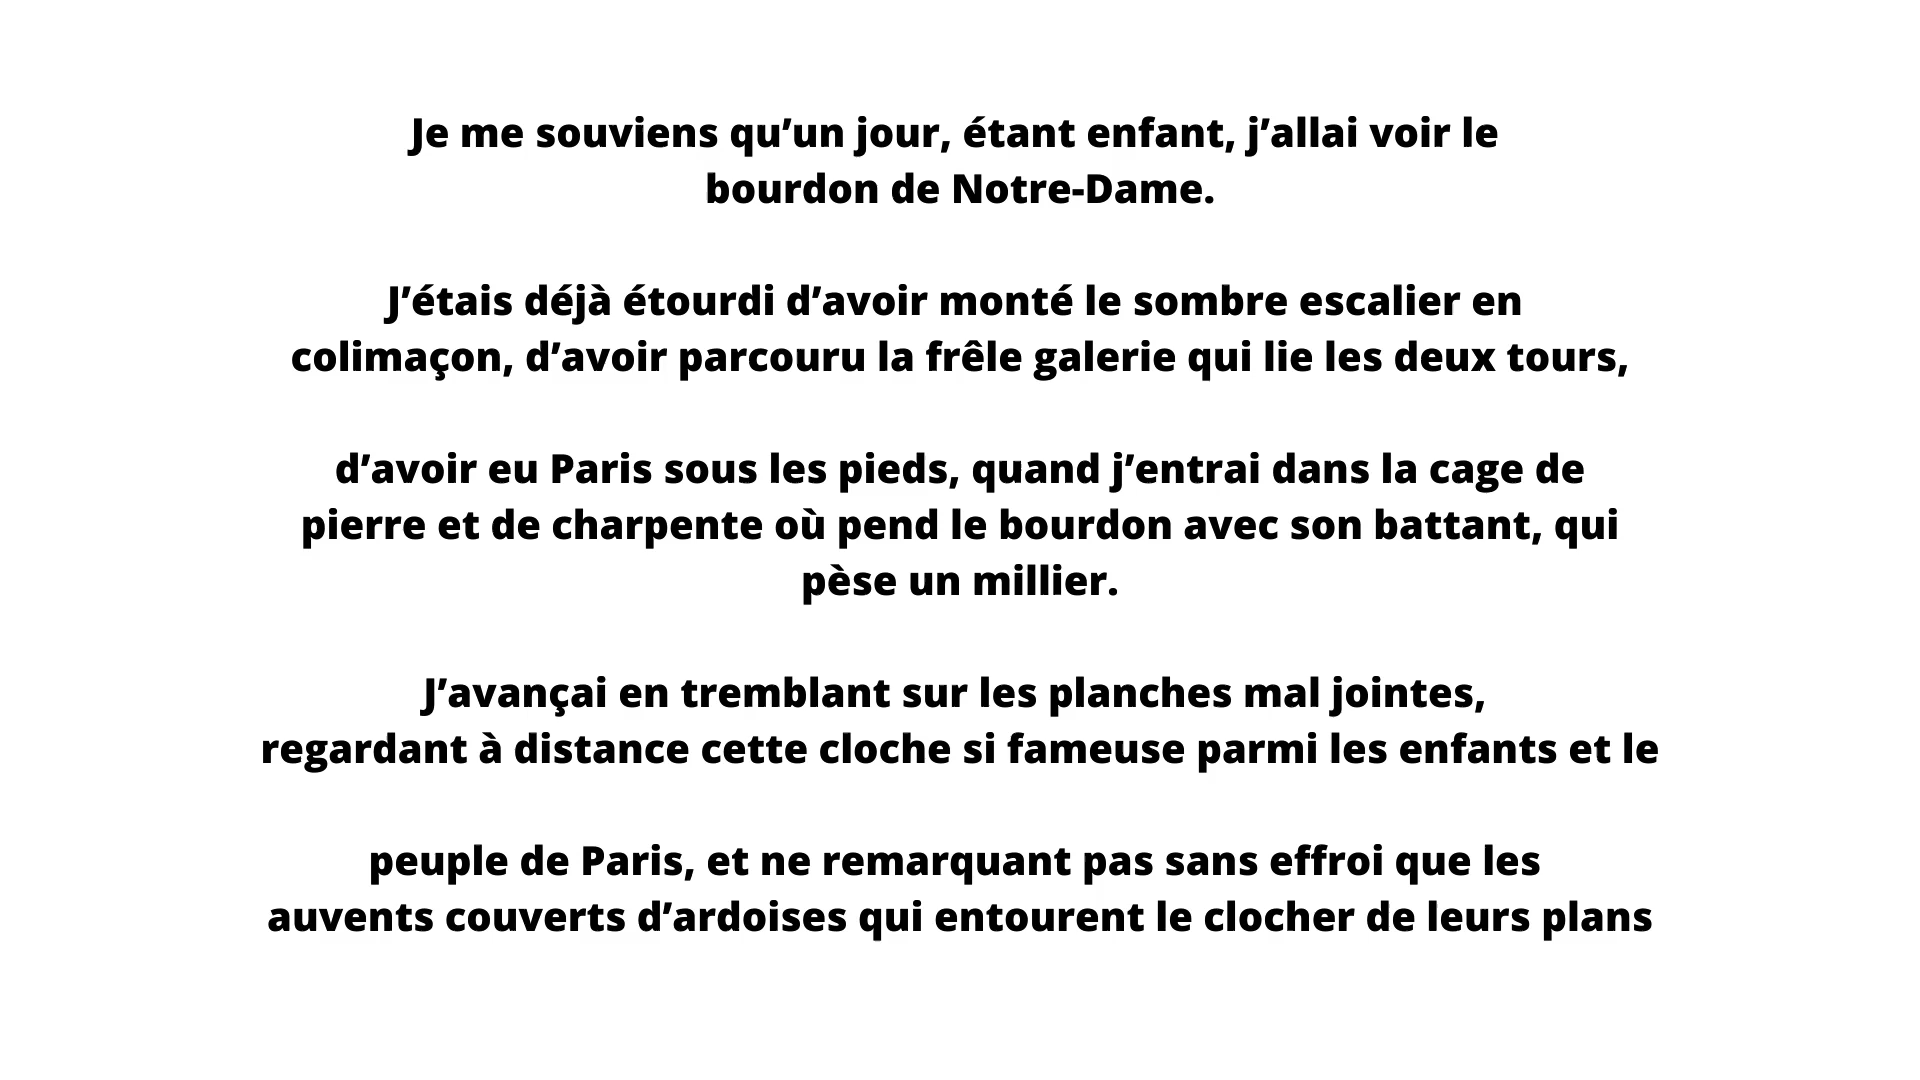 Je me souviens qu’un jour, étant enfant, j’allai voir le
bourdon de Notre-Dame.
J’étais déjà étourdi d’avoir monté le sombre escalier en
colimaçon, d’avoir parcouru la frêle galerie qui lie les deux tours,
d’avoir eu Paris sous les pieds, quand j’entrai dans la cage de
pierre et de charpente où pend le bourdon avec son battant, qui
pèse un millier.
J’avançai en tremblant sur les planches mal jointes,
regardant à distance cette cloche si fameuse parmi les enfants et le
peuple de Paris, et ne remarquant pas sans effroi que les
auvents couverts d’ardoises qui entourent le clocher de leurs plans